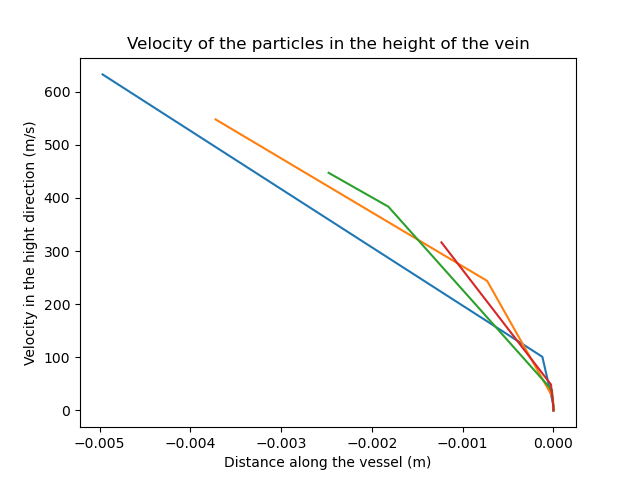 Velocity of the particles in the height of the vein
Velocity in the hight direction (m/s)
600
500
400
300
200
100
0
−0.005 −0.004 −0.003 −0.002 −0.001 0.000
Distance along the vessel (m)